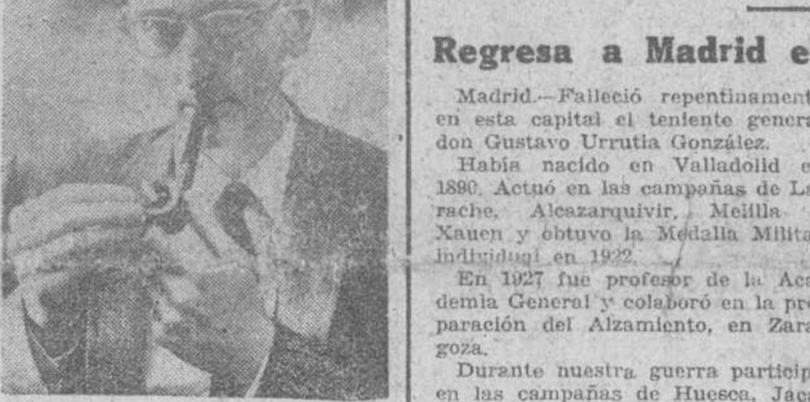 Regresa a Madrid e
Madrid.—Falleció repentinament
en esta capital el teniente genera
don Gustavo Urrutia González.
Había nacido en Valladolid e
1890. Actuó en las campañas de La
rache, Alcazarquivir, Melilla
Xauen y obtuvo la Medalla Milita
individual en 1922.
En 1927 fue profesor de la Aca
demia General y colaboró en la pre
paración del Alzamiento, en Zara
goza.
Durante nuestra guerra particip
en las campañas de Huesca, Jac